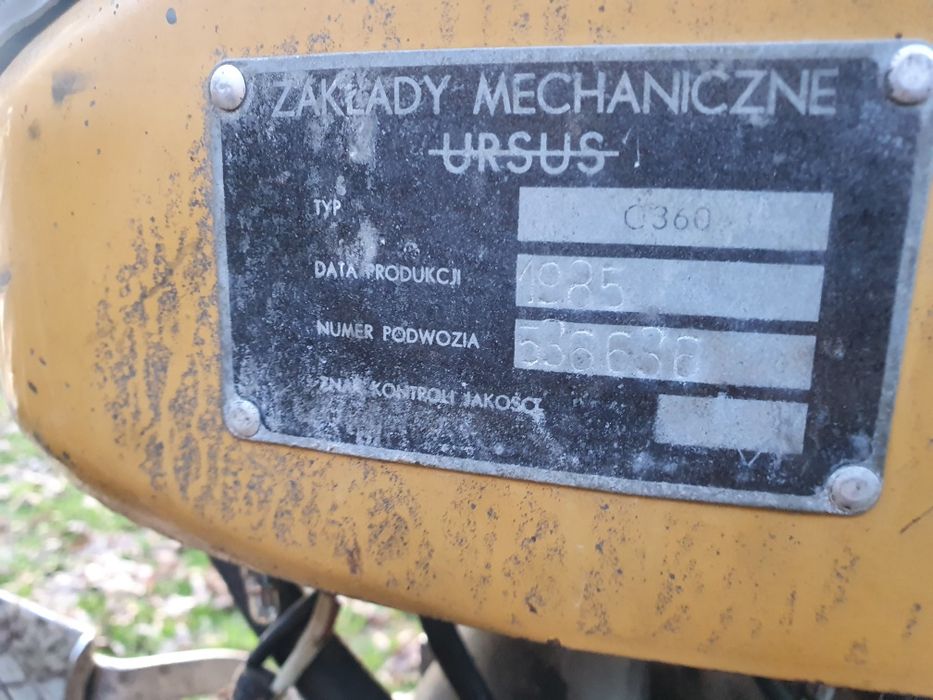 ZAKŁADY MECHANICZNE
URSUS
TYP C360
DATA PRODUKCJI 1985
NUMER PODWOZIA
ZNAK KONTROLI JAKOŚCI